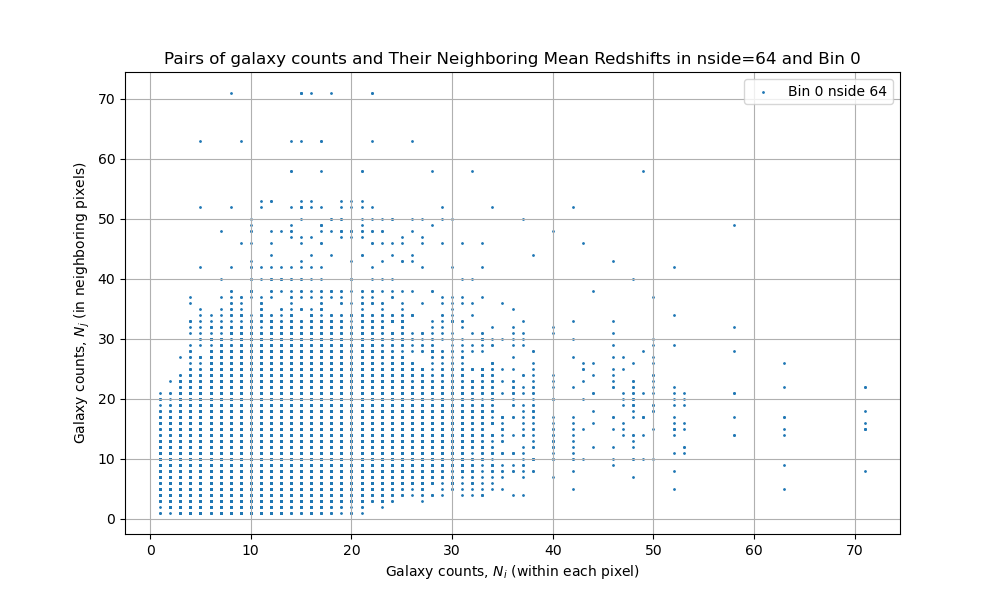 Pairs of galaxy counts and Their Neighboring Mean Redshifts in nside=64 and Bin 0
Bin 0 nside 64
Galaxy counts, N_j (in neighboring pixels)
70
60
50
40
30
20
10
0
0 10 20 30 40 50 60 70
Galaxy counts, N_i (within each pixel)